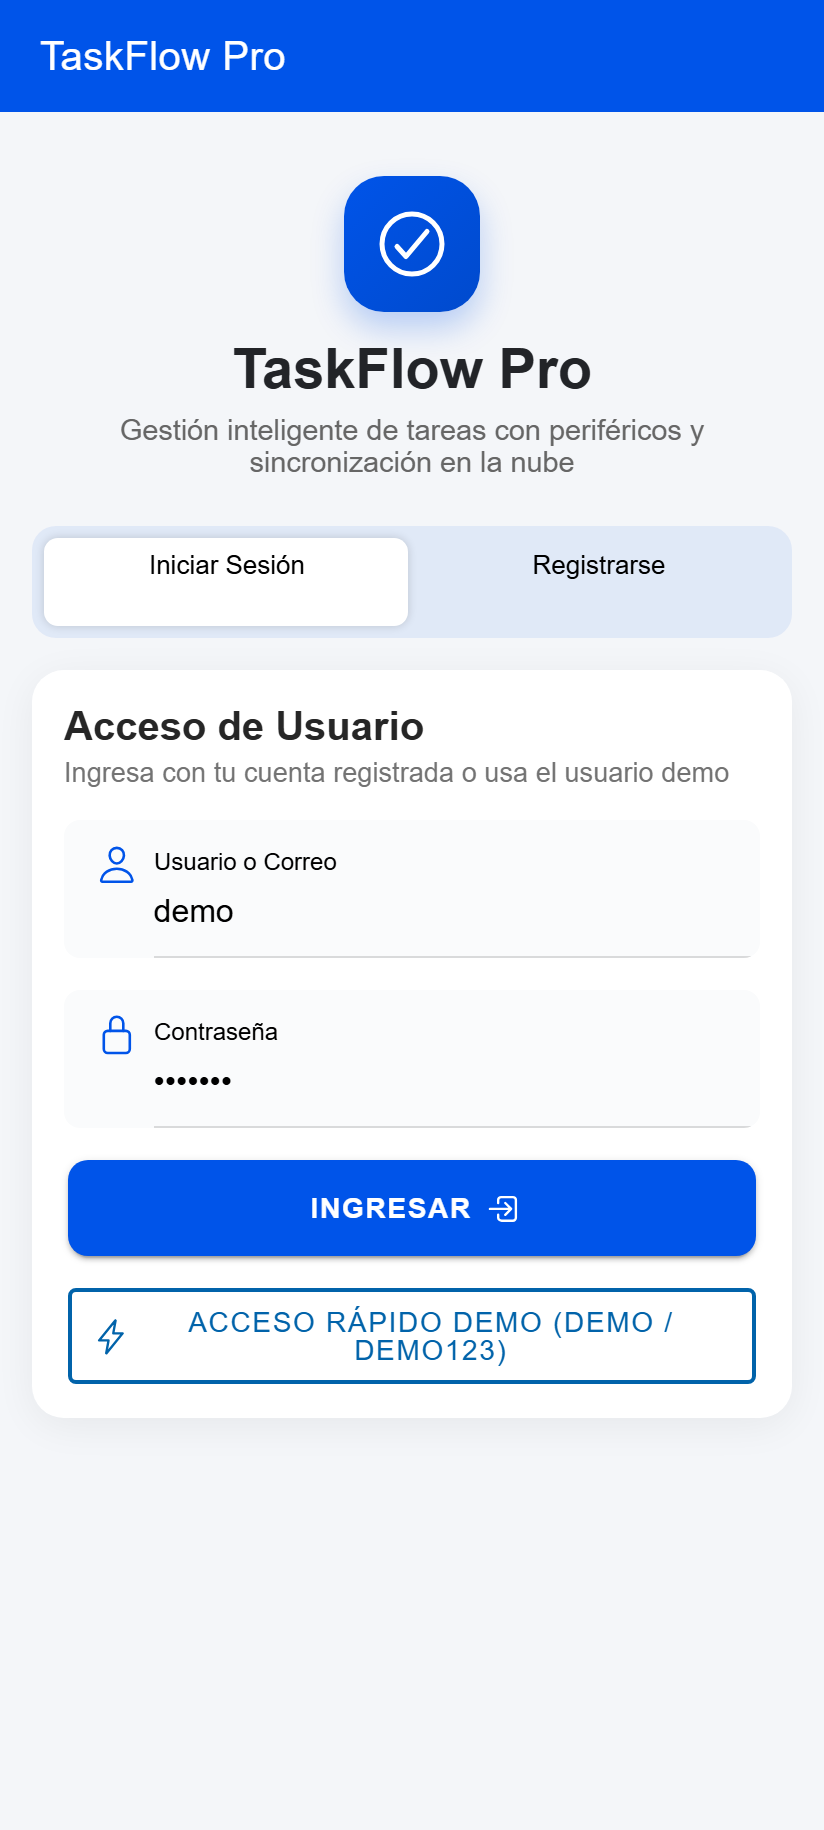 TaskFlow Pro
TaskFlow Pro
Gestión inteligente de tareas con periféricos y
sincronización en la nube
Iniciar Sesión
Registrarse
Acceso de Usuario
Ingresa con tu cuenta registrada o usa el usuario demo
Usuario o Correo
demo
Contraseña
•••••••
INGRESAR
ACCESO RÁPIDO DEMO (DEMO /
DEMO123)